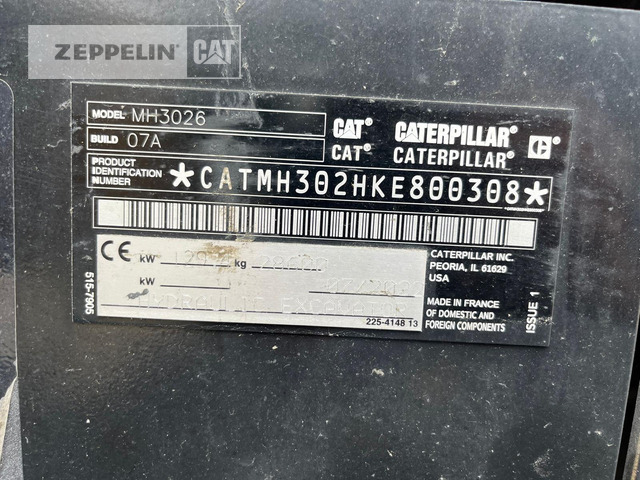 ZEPPELIN CAT
MODEL MH3026
BUILD 07A
CAT® CATERPILLAR®
CAT® CATERPILLAR®
PRODUCT IDENTIFICATION NUMBER *CATMH302HKE800308*
CE kW kg
kW
HYDRAULIC EXCAVATOR
225-4148 13
515-7905
CATERPILLAR INC.
PEORIA, IL 61629
USA
MADE IN FRANCE
OF DOMESTIC AND
FOREIGN COMPONENTS
ISSUE 1